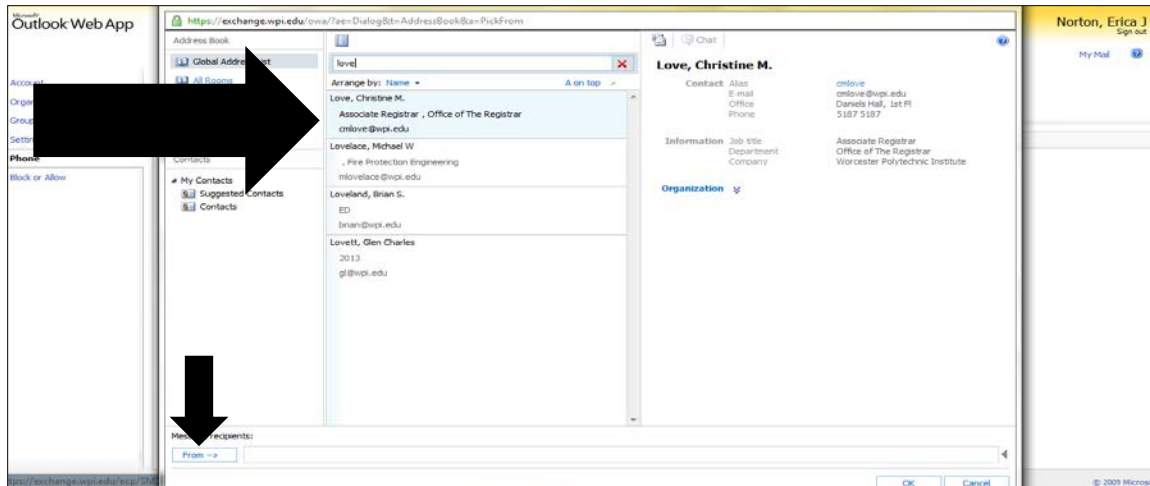 Microsoft
Outlook Web App
https://exchange.wpi.edu/owa/?ae=Dialog&t=AddressBook&a=PickFrom
Norton, Erica J
Sign out
My Mail
Address Book
Global Address List
All Rooms
Contacts
My Contacts
Suggested Contacts
Contacts
Phone
Block or Allow
love
Arrange by: Name
A on top
Love, Christine M.
Associate Registrar , Office of The Registrar
cmlove@wpi.edu
Lovelace, Michael W
, Fire Protection Engineering
mlovelace@wpi.edu
Loveland, Brian S.
ED
brian@wpi.edu
Lovett, Glen Charles
2013
gl@wpi.edu
Chat
Love, Christine M.
Contact Alias cmlove
E-mail cmlove@wpi.edu
Office Daniels Hall, 1st Fl
Phone 5187 5187
Information Job title Associate Registrar
Department Office of The Registrar
Company Worcester Polytechnic Institute
Organization
recipients:
From ->
OK
Cancel
© 2009